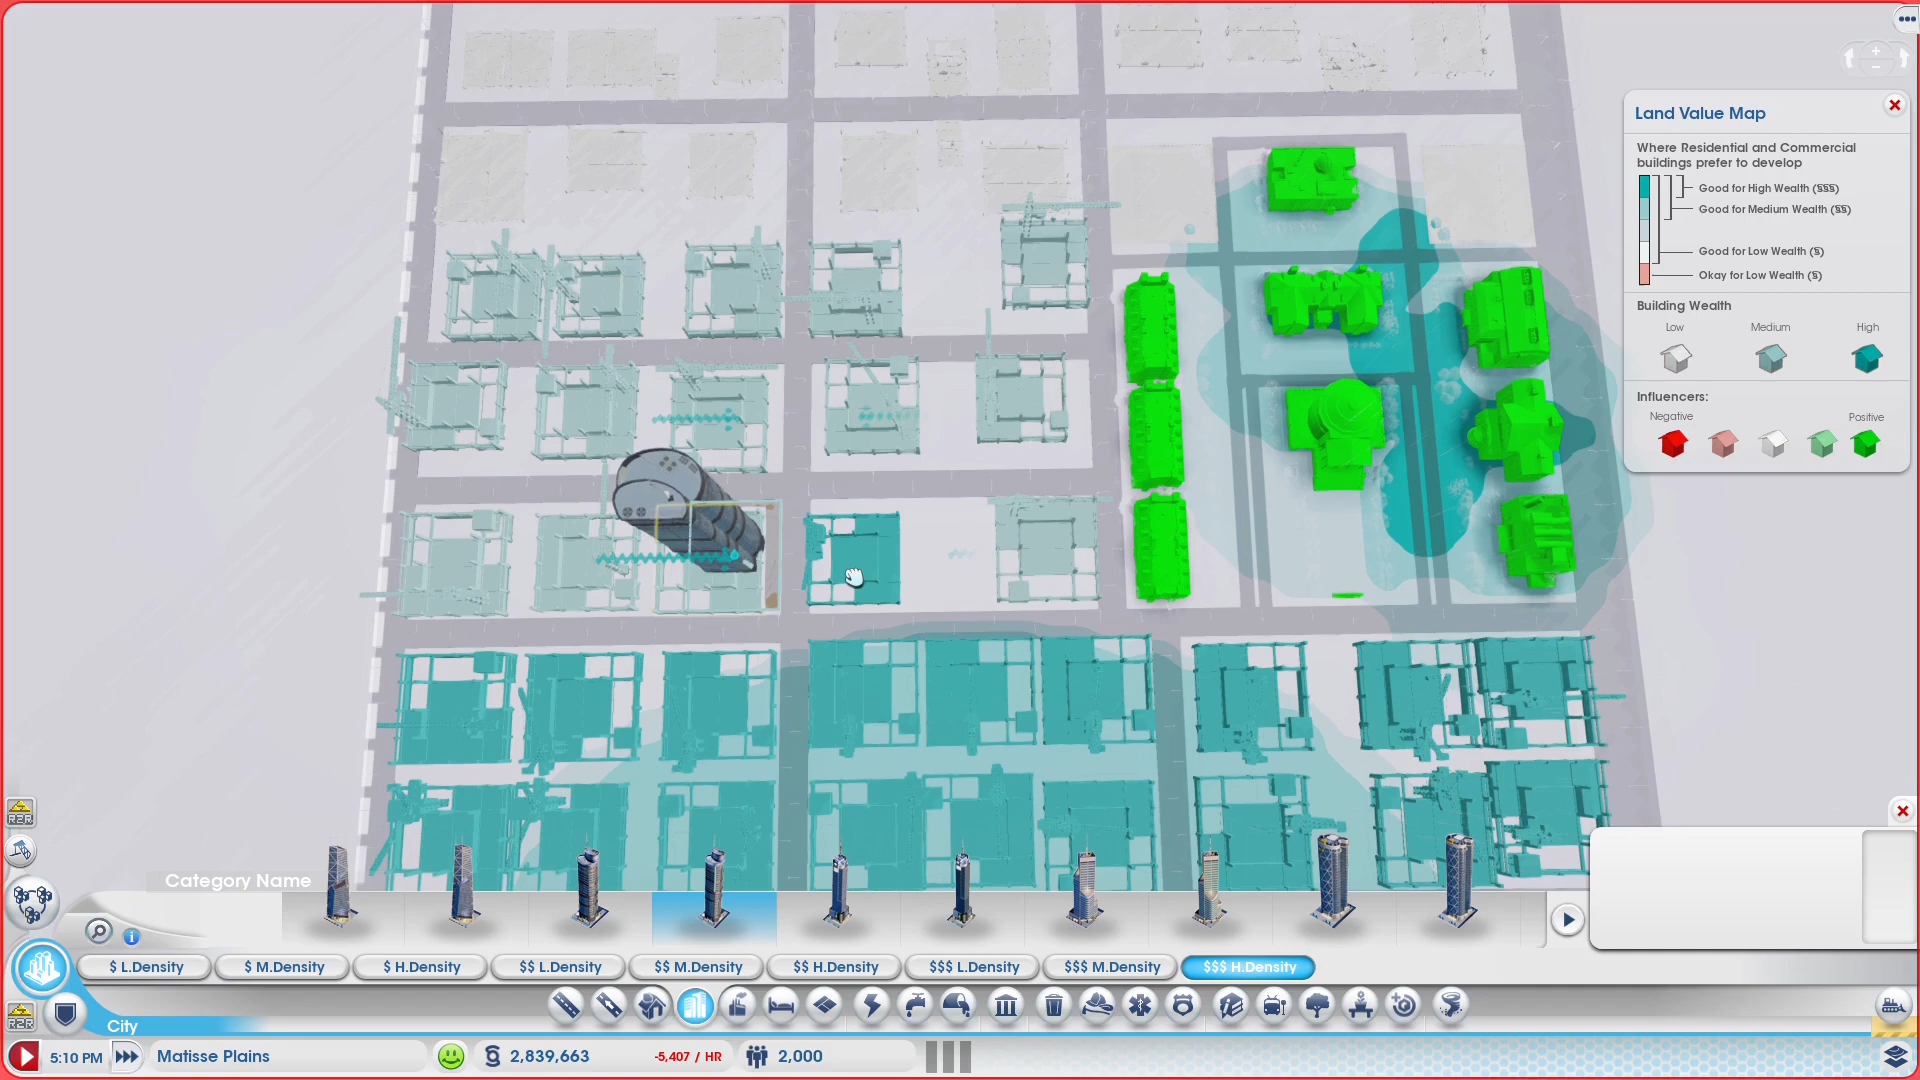 Land Value Map
Where Residential and Commercial
buildings prefer to develop
Good for High Wealth (§§§)
Good for Medium Wealth (§§)
Good for Low Wealth (§)
Okay for Low Wealth (§)
Building Wealth
Low Medium High
Influencers:
Negative Positive
R2R
Category Name
$ L.Density $ M.Density $ H.Density $$ L.Density $$ M.Density $$ H.Density $$$ L.Density $$$ M.Density $$$ H.Density
R2R
City
5:10 PM Matisse Plains 2,839,663 -5,407 / HR 2,000